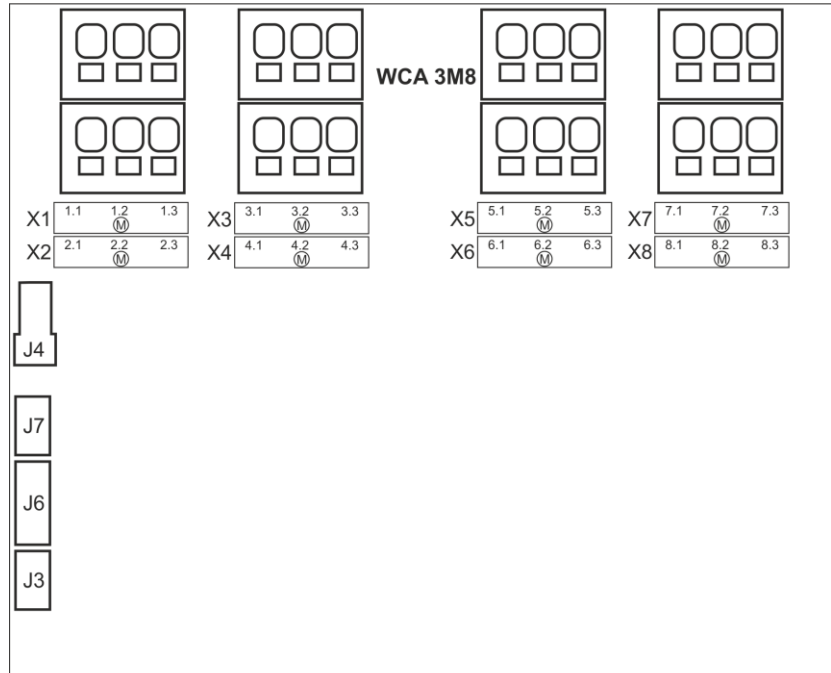 WCA 3M8
X1 1.1 1.2 1.3 X3 3.1 3.2 3.3 X5 5.1 5.2 5.3 X7 7.1 7.2 7.3
M M M M
X2 2.1 2.2 2.3 X4 4.1 4.2 4.3 X6 6.1 6.2 6.3 X8 8.1 8.2 8.3
M M M M
J4
J7
J6
J3